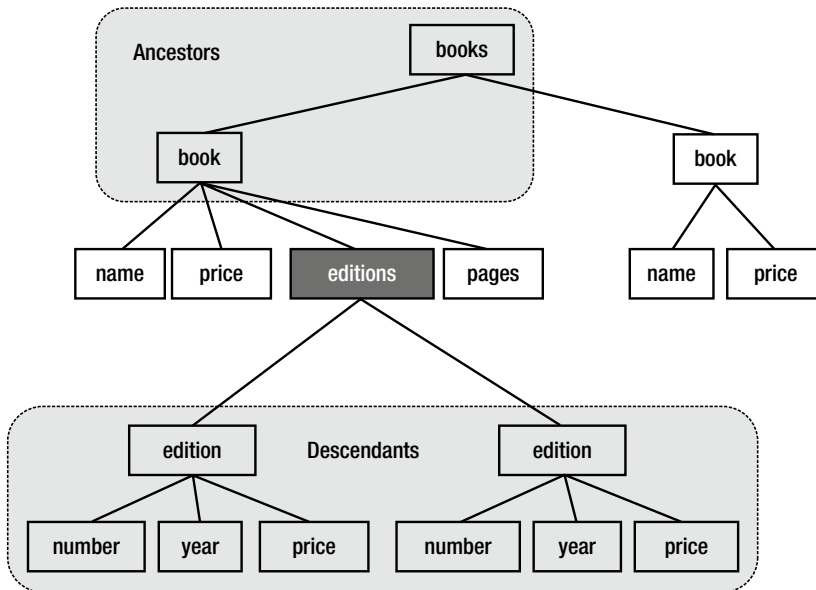 Ancestors books
book book
name price editions pages name price
edition Descendants edition
number year price number year price